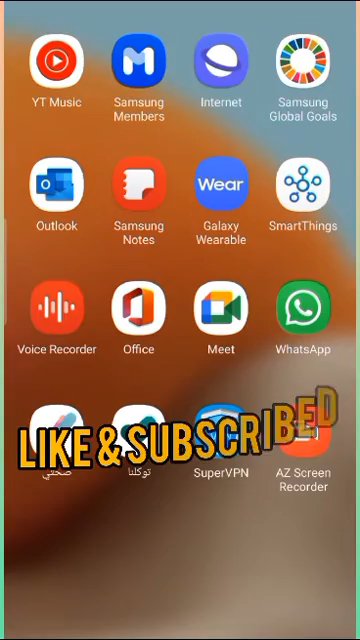 YT Music
Samsung
Members
Internet
Samsung
Global Goals
Outlook
Samsung
Notes
Wear
Galaxy
Wearable
SmartThings
Voice Recorder
Office
Meet
WhatsApp
LIKE & SUBSCRIBED
صحتي
توكلنا
SuperVPN
AZ Screen
Recorder